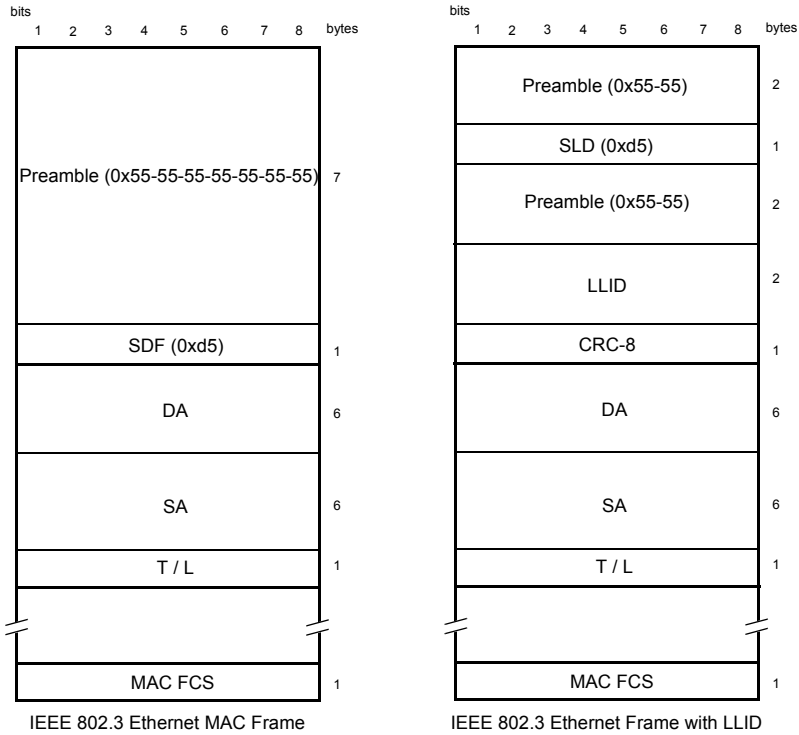 bits
1 2 3 4 5 6 7 8 bytes
Preamble (0x55-55-55-55-55-55-55) 7
SDF (0xd5) 1
DA 6
SA 6
T / L 1
MAC FCS 1
IEEE 802.3 Ethernet MAC Frame
bits
1 2 3 4 5 6 7 8 bytes
Preamble (0x55-55) 2
SLD (0xd5) 1
Preamble (0x55-55) 2
LLID 2
CRC-8 1
DA 6
SA 6
T / L 1
MAC FCS 1
IEEE 802.3 Ethernet Frame with LLID